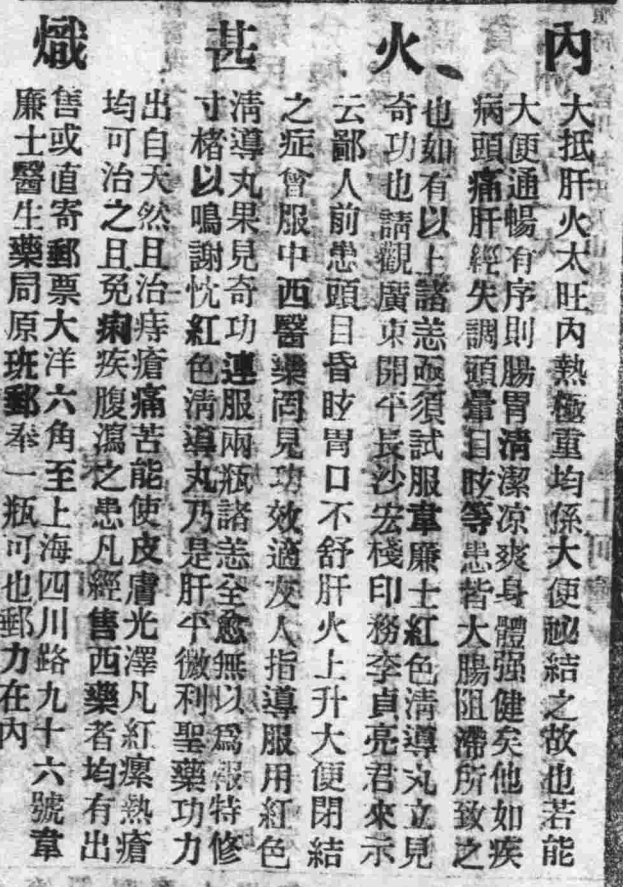 內火甚熾
大抵肝火太旺內熱極重均係大便祕結之故也若能
大便通暢有序則腸胃清潔凉爽身體强健矣他如疾
病頭痛肝經失調頭暈目眩等患皆大腸阻滯所致之
也如有以上諸恙亟須試服韋廉士紅色清導丸立見
奇功也請觀廣東開平長沙宏棧印務李貞亮君來示
云鄙人前患頭目昏眩胃口不舒肝火上升大便閉結
之症曾服中西醫藥罔見功效適友人指導服用紅色
清導丸果見奇功連服兩瓶諸恙全愈無以爲報特修
寸楮以鳴謝忱紅色清導丸乃是肝平微利聖藥功力
出自天然且治痔瘡痛苦能使皮膚光澤凡紅瘰熱瘡
均可治之且免痢疾腹瀉之患凡經售西藥者均有出
售或直寄郵票大洋六角至上海四川路九十六號韋
廉士醫生藥局原班郵奉一瓶可也郵力在內